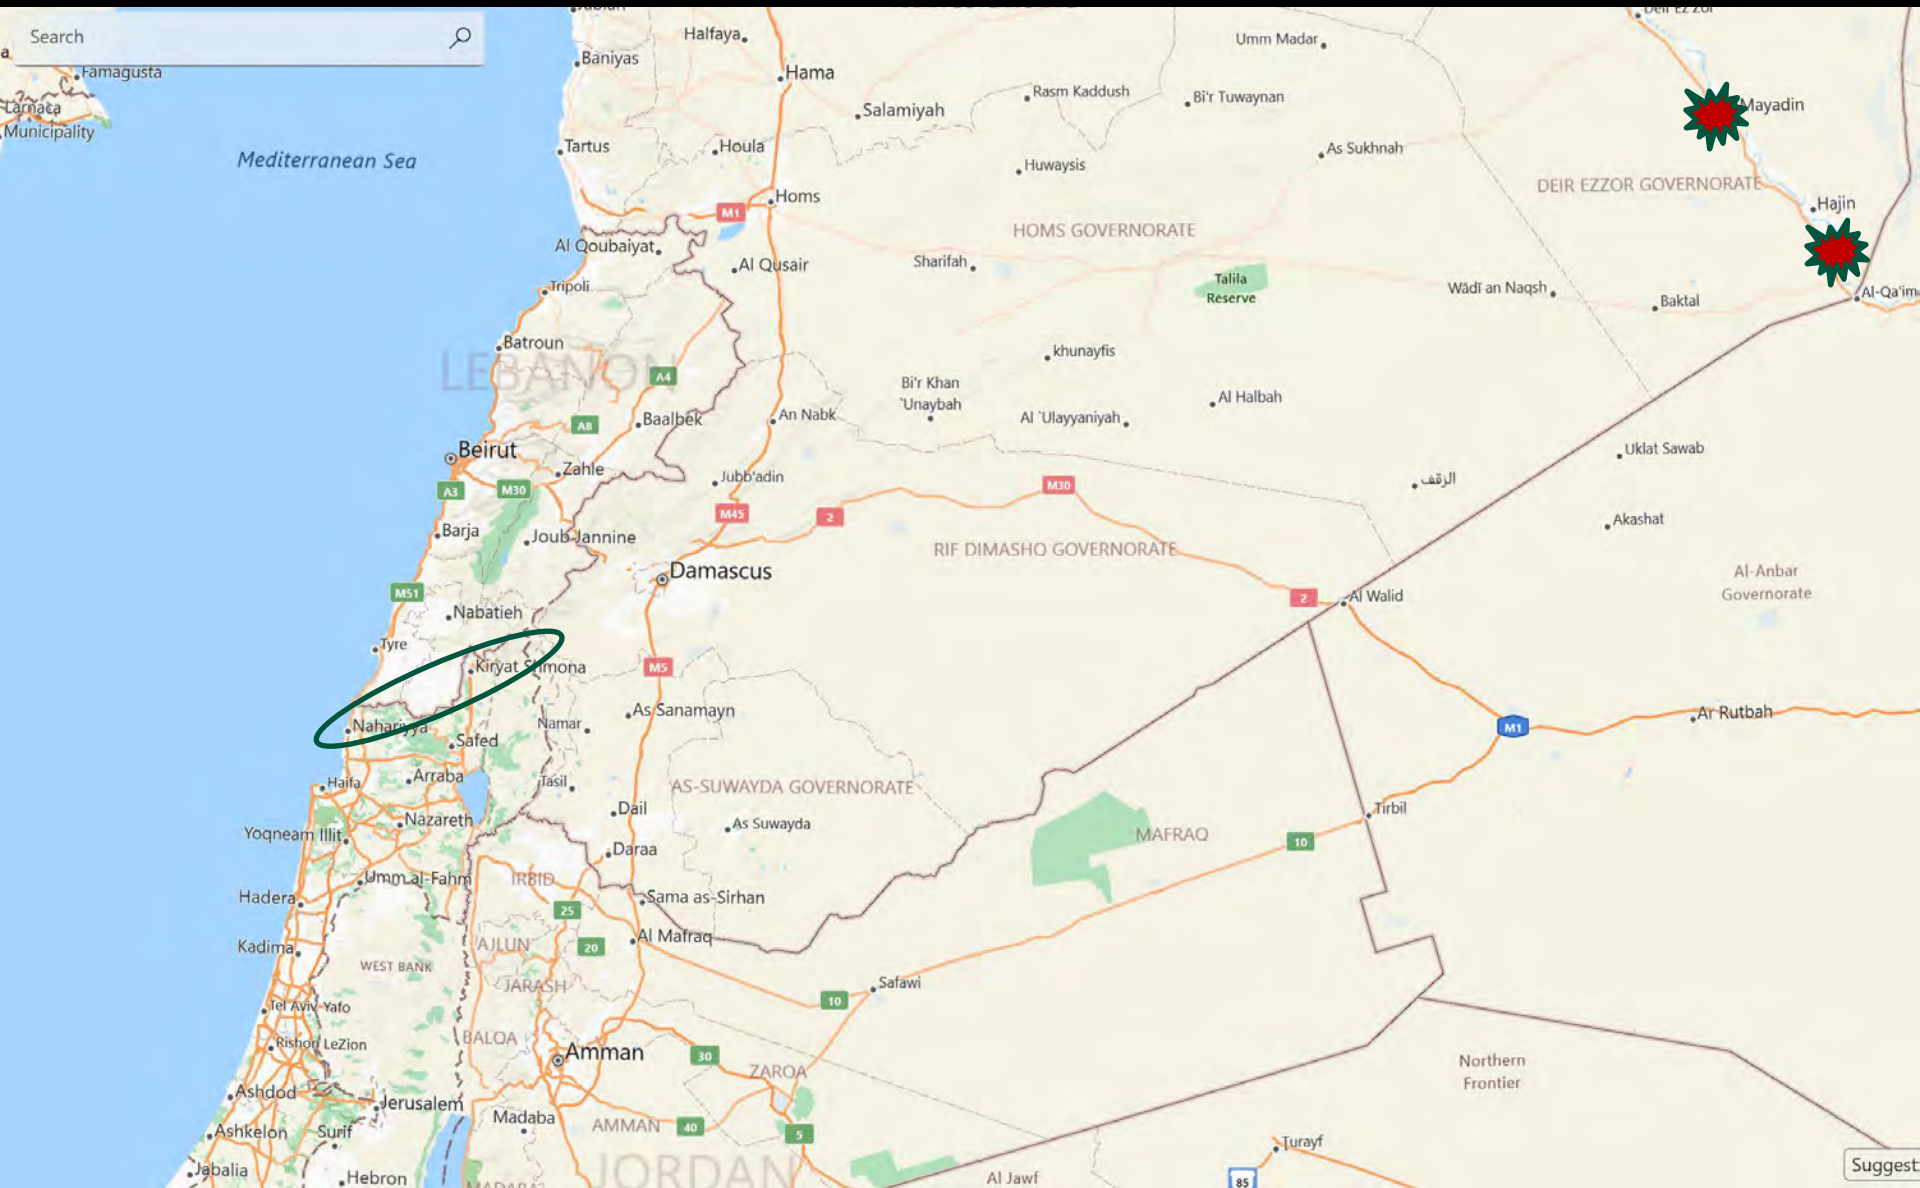 Search
Famagusta
Larnaca
Municipality
Mediterranean Sea
Baniyas
Halfaya
Hama
Salamiyah
Umm Madar
Rasm Kaddush
Bi'r Tuwaynan
Mayadin
Tartus
Houla
Huwaysis
As Sukhnah
DEIR EZZOR GOVERNORATE
Homs
M1
Hajin
HOMS GOVERNORATE
Al Qoubaiyat
Al Qusair
Sharifah
Talila
Reserve
Tripoli
Wādī an Naqsh
Baktal
Al-Qa'im
Batroun
khunayfis
LEBANON
A4
Bi'r Khan
`Unaybah
Al Halbah
A8
Baalbek
An Nabk
Al `Ulayyaniyah
Beirut
Zahle
Uklat Sawab
Jubb'adin
الزقف
A3
M30
M30
M45
2
Akashat
Barja
Joub Jannine
RIF DIMASHQ GOVERNORATE
Damascus
Al-Anbar
Governorate
M51
Nabatieh
2
Al Walid
Tyre
Kiryat Shmona
M5
Nahariyya
Namar
As Sanamayn
Ar Rutbah
M1
Safed
Haifa
Arraba
Tasil
AS-SUWAYDA GOVERNORATE
Dail
Tirbil
Yoqneam Illit
Nazareth
As Suwayda
MAFRAQ
10
Daraa
Umm al-Fahm
IRBID
Hadera
Sama as-Sirhan
25
Kadima
AJLUN
20
Al Mafraq
WEST BANK
JARASH
Safawi
10
Tel Aviv-Yafo
Rishon LeZion
BALQA
Amman
30
ZARQA
Northern
Frontier
Ashdod
Jerusalem
Madaba
AMMAN
40
5
Ashkelon
Surif
Turayf
Jabalia
Hebron
MADABA
JORDAN
Al Jawf
85
Suggest